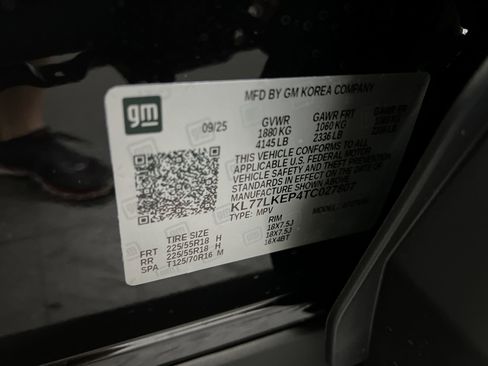 gm
MFD BY GM KOREA COMPANY
09/25
GVWR GAWR FRT GAWR RR
1880 KG 1060 KG
4145 LB 2336 LB
THIS VEHICLE CONFORMS TO ALL
APPLICABLE U.S. FEDERAL MOTOR
VEHICLE SAFETY AND THEFT PREVENTION
STANDARDS IN EFFECT ON THE DATE OF
MANUFACTURE SHOWN ABOVE.
TYPE: MPV
TIRE SIZE RIM
FRT 225/55R18 H 18X7.5J
RR 225/55R18 H 18X7.5J
SPA T125/70R16 M 16X4BT